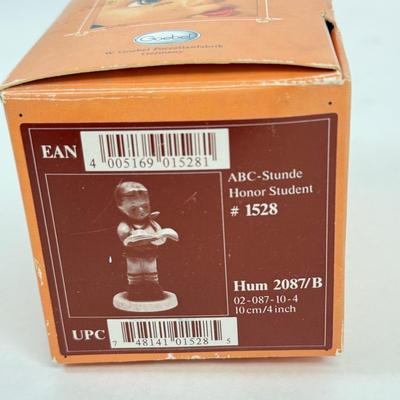 Goebel
W. Goebel Porzellanfabrik
Germany
EAN
4 005169 015281
ABC-Stunde
Honor Student
# 1528
Hum 2087/B
02-087-10-4
10 cm/4 inch
UPC
7 48141 01528 5